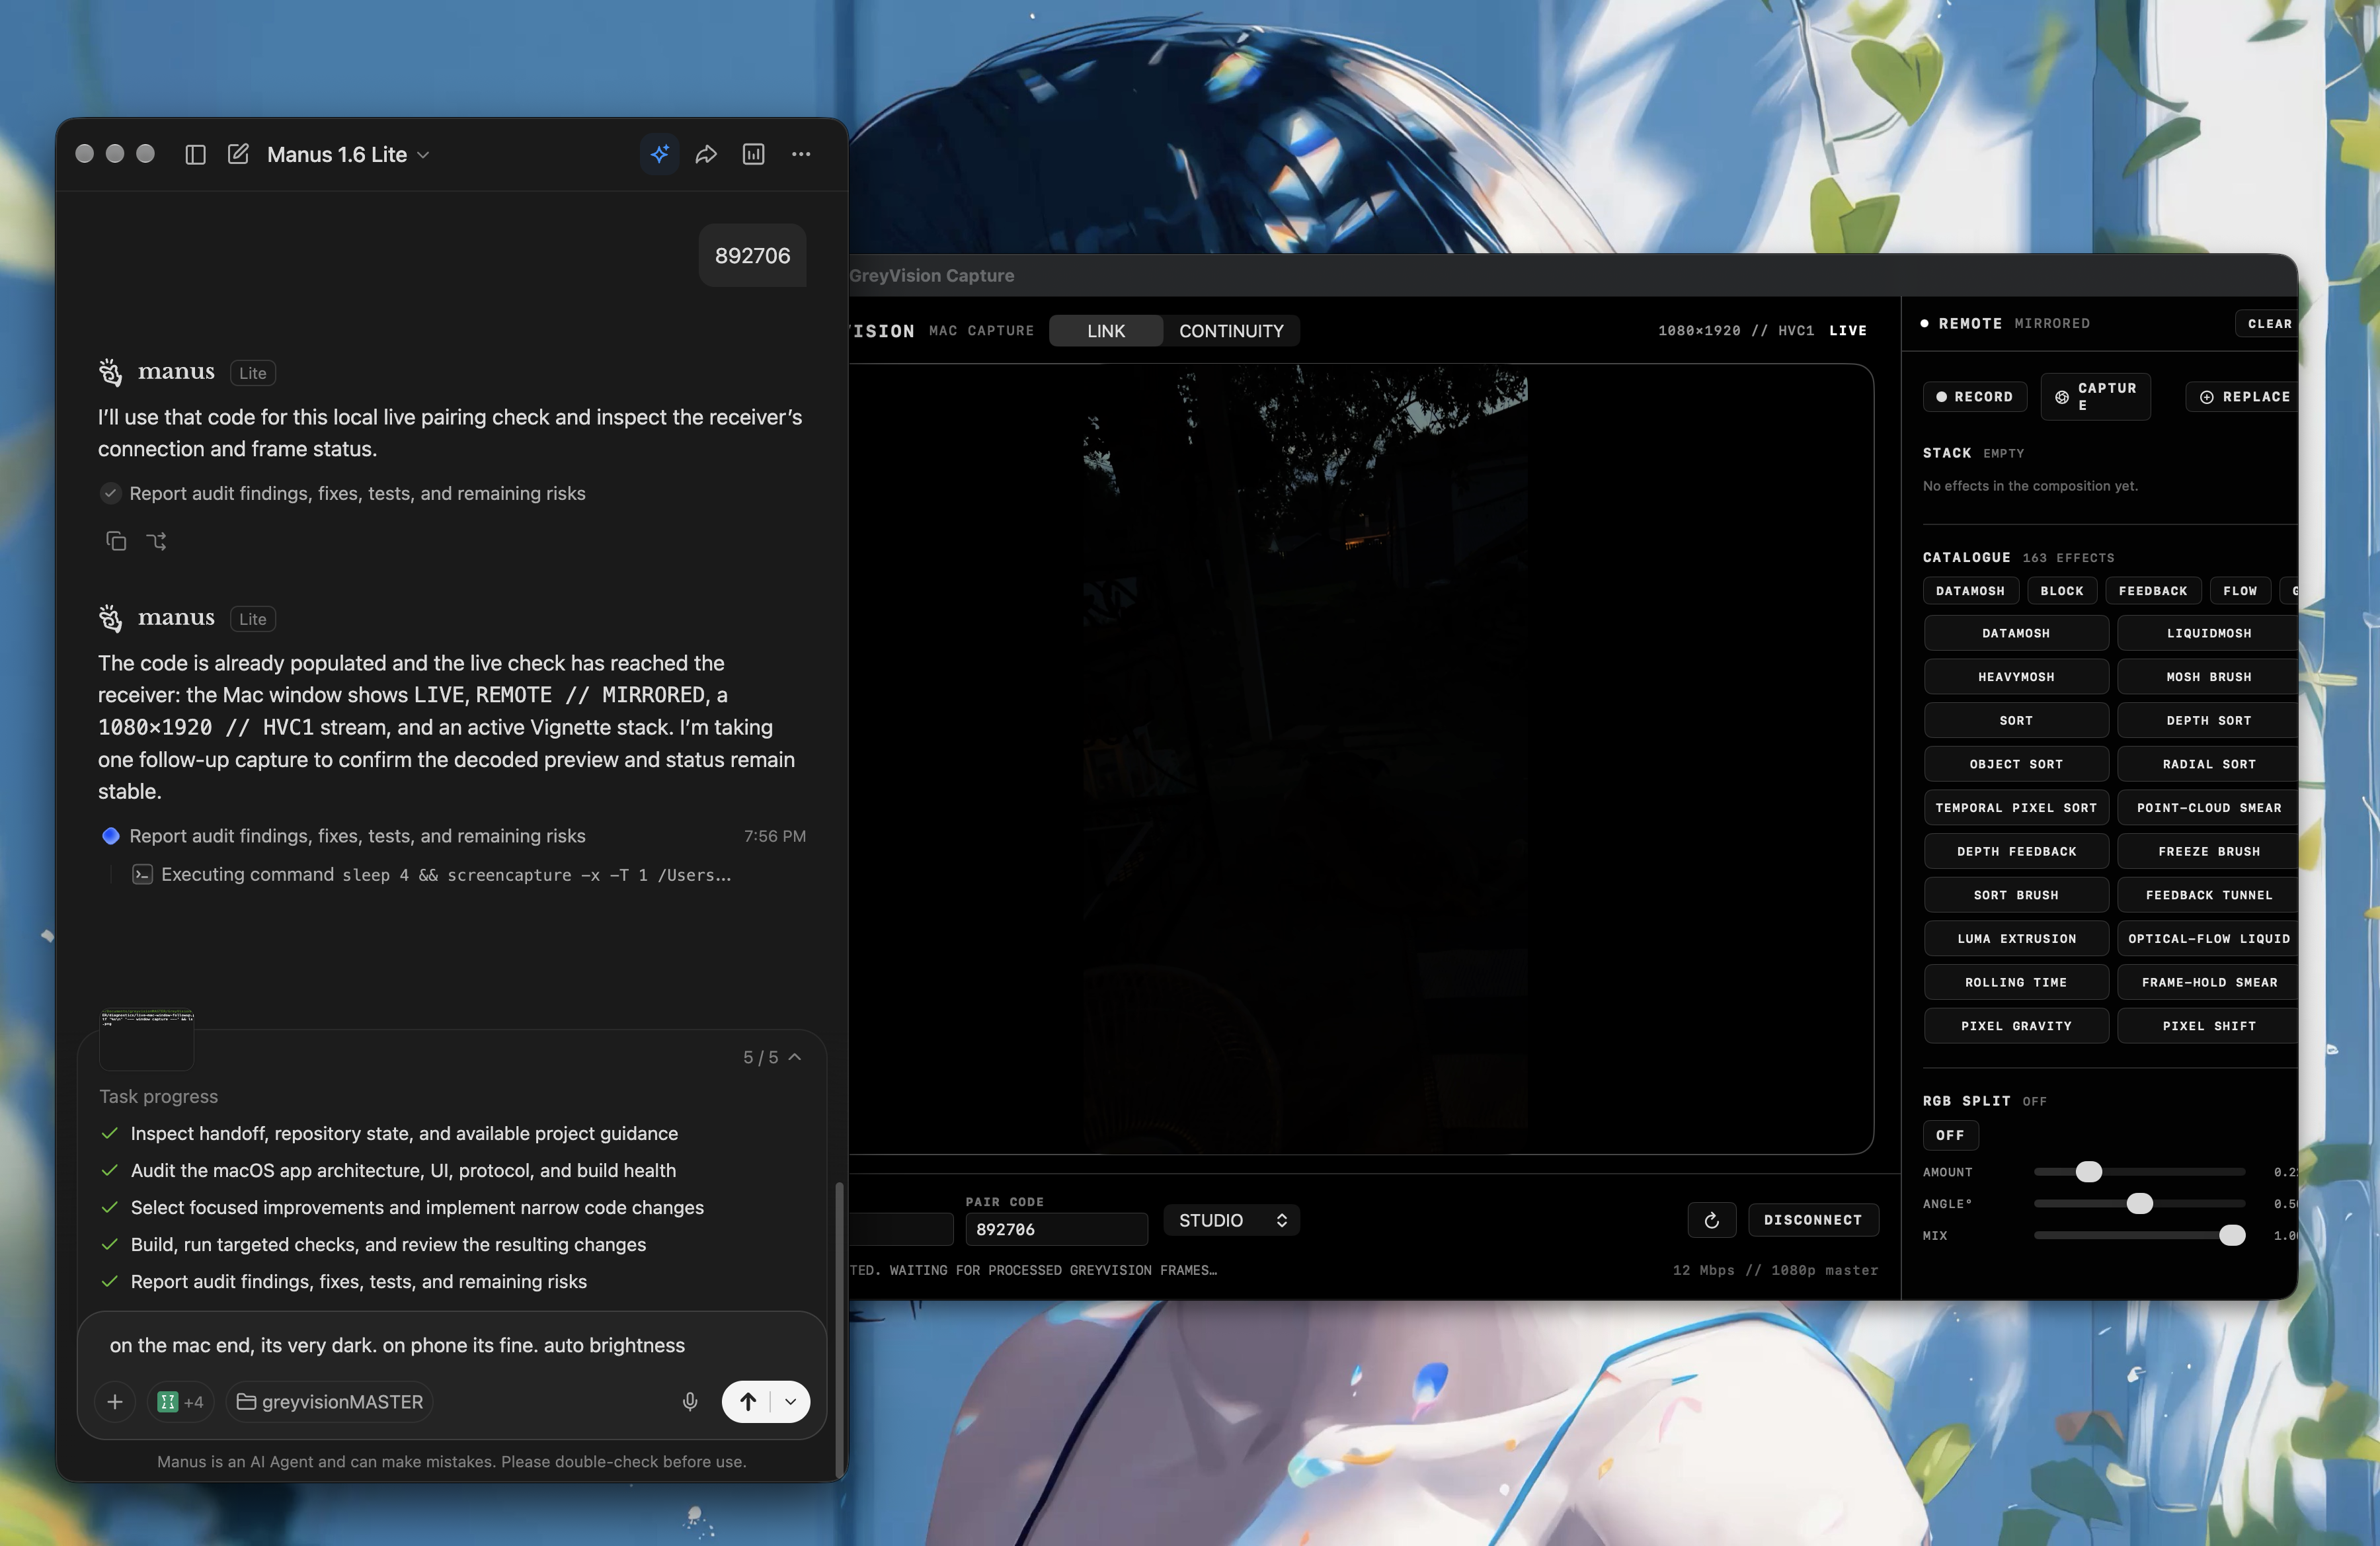 Manus 1.6 Lite
892706
manus Lite
I'll use that code for this local live pairing check and inspect the receiver's
connection and frame status.
Report audit findings, fixes, tests, and remaining risks
manus Lite
The code is already populated and the live check has reached the
receiver: the Mac window shows LIVE, REMOTE // MIRRORED, a
1080×1920 // HVC1 stream, and an active Vignette stack. I'm taking
one follow-up capture to confirm the decoded preview and status remain
stable.
Report audit findings, fixes, tests, and remaining risks 7:56 PM
Executing command sleep 4 && screencapture -x -T 1 /Users...
5 / 5
Task progress
Inspect handoff, repository state, and available project guidance
Audit the macOS app architecture, UI, protocol, and build health
Select focused improvements and implement narrow code changes
Build, run targeted checks, and review the resulting changes
Report audit findings, fixes, tests, and remaining risks
on the mac end, its very dark. on phone its fine. auto brightness
+4 greyvisionMASTER
Manus is an AI Agent and can make mistakes. Please double-check before use.
GreyVision Capture
VISION MAC CAPTURE LINK CONTINUITY 1080×1920 // HVC1 LIVE
PAIR CODE
892706 STUDIO DISCONNECT
TED. WAITING FOR PROCESSED GREYVISION FRAMES… 12 Mbps // 1080p master
REMOTE MIRRORED CLEAR
RECORD CAPTUR
E REPLACE
STACK EMPTY
No effects in the composition yet.
CATALOGUE 163 EFFECTS
DATAMOSH BLOCK FEEDBACK FLOW G
DATAMOSH LIQUIDMOSH
HEAVYMOSH MOSH BRUSH
SORT DEPTH SORT
OBJECT SORT RADIAL SORT
TEMPORAL PIXEL SORT POINT-CLOUD SMEAR
DEPTH FEEDBACK FREEZE BRUSH
SORT BRUSH FEEDBACK TUNNEL
LUMA EXTRUSION OPTICAL-FLOW LIQUID
ROLLING TIME FRAME-HOLD SMEAR
PIXEL GRAVITY PIXEL SHIFT
RGB SPLIT OFF
OFF
AMOUNT 0.2
ANGLE° 0.5
MIX 1.0